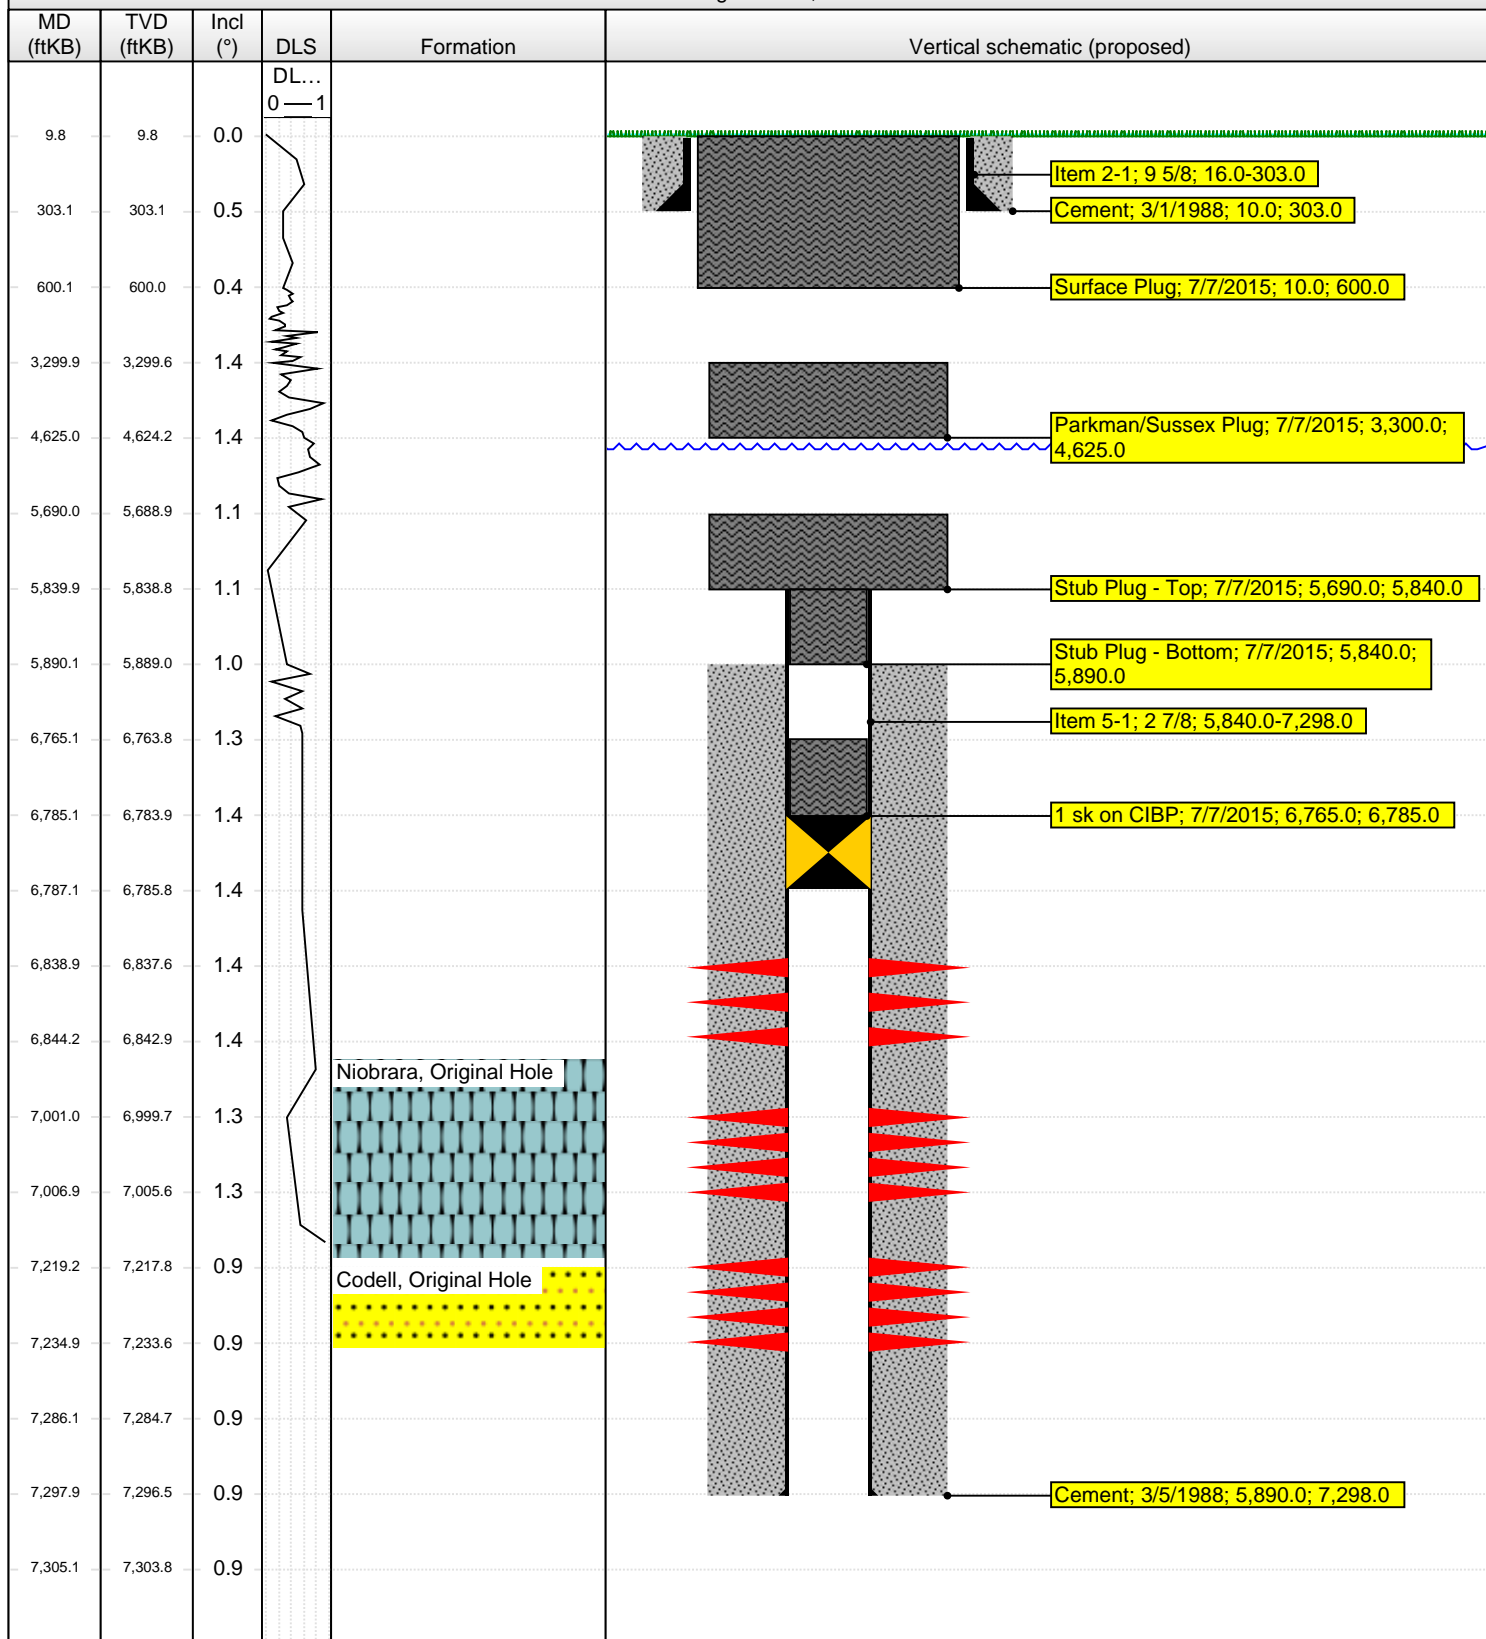 MD (ftKB) TVD (ftKB) Incl (°) DLS Formation Vertical schematic (proposed)
DL...
0 1
9.8 9.8 0.0
Item 2-1; 9 5/8; 16.0-303.0
303.1 303.1 0.5 Cement; 3/1/1988; 10.0; 303.0
600.1 600.0 0.4 Surface Plug; 7/7/2015; 10.0; 600.0
3,299.9 3,299.6 1.4
4,625.0 4,624.2 1.4 Parkman/Sussex Plug; 7/7/2015; 3,300.0;
4,625.0
5,690.0 5,688.9 1.1
5,839.9 5,838.8 1.1 Stub Plug - Top; 7/7/2015; 5,690.0; 5,840.0
5,890.1 5,889.0 1.0 Stub Plug - Bottom; 7/7/2015; 5,840.0;
5,890.0
Item 5-1; 2 7/8; 5,840.0-7,298.0
6,765.1 6,763.8 1.3
6,785.1 6,783.9 1.4 1 sk on CIBP; 7/7/2015; 6,765.0; 6,785.0
6,787.1 6,785.8 1.4
6,838.9 6,837.6 1.4
6,844.2 6,842.9 1.4
Niobrara, Original Hole
7,001.0 6,999.7 1.3
7,006.9 7,005.6 1.3
7,219.2 7,217.8 0.9
Codell, Original Hole
7,234.9 7,233.6 0.9
7,286.1 7,284.7 0.9
7,297.9 7,296.5 0.9 Cement; 3/5/1988; 5,890.0; 7,298.0
7,305.1 7,303.8 0.9